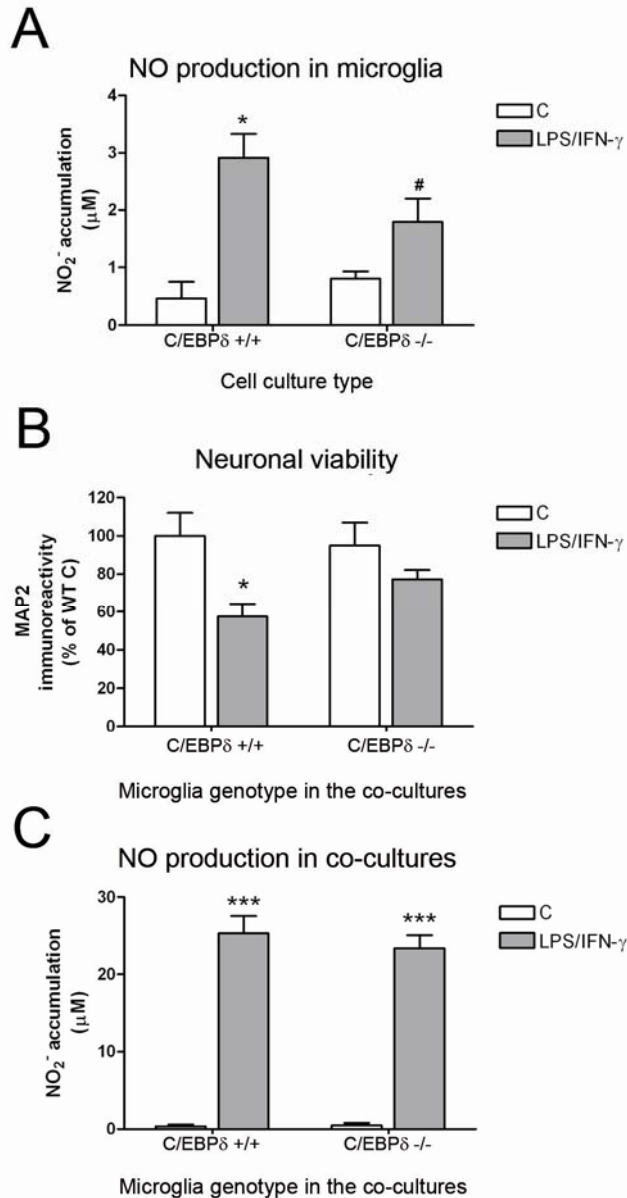 A
NO production in microglia
C
LPS/IFN-γ
NO₂⁻ accumulation
(μM)
4
3
2
1
0
*
#
C/EBPδ +/+
C/EBPδ -/-
Cell culture type
B
Neuronal viability
C
LPS/IFN-γ
MAP2
immunoreactivity
(% of WT C)
120
100
80
60
40
20
0
*
C/EBPδ +/+
C/EBPδ -/-
Microglia genotype in the co-cultures
C
NO production in co-cultures
C
LPS/IFN-γ
NO₂⁻ accumulation
(μM)
30
20
10
0
***
***
C/EBPδ +/+
C/EBPδ -/-
Microglia genotype in the co-cultures